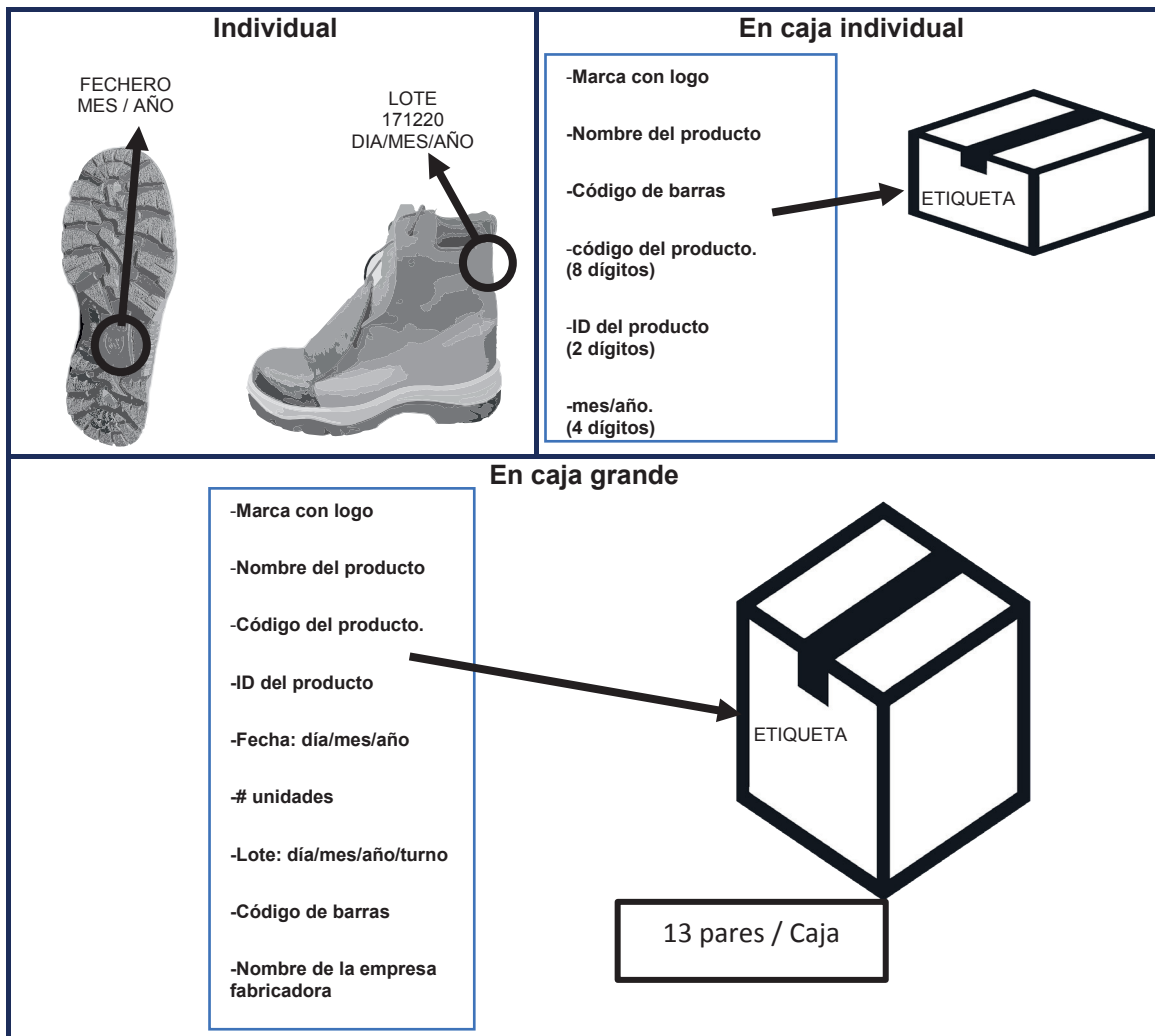 Individual
FECHERO
MES / AÑO
LOTE
171220
DIA/MES/AÑO
En caja individual
-Marca con logo
-Nombre del producto
-Código de barras
-código del producto.
(8 dígitos)
-ID del producto
(2 dígitos)
-mes/año.
(4 dígitos)
ETIQUETA
En caja grande
-Marca con logo
-Nombre del producto
-Código del producto.
-ID del producto
-Fecha: día/mes/año
-# unidades
-Lote: día/mes/año/turno
-Código de barras
-Nombre de la empresa
fabricadora
ETIQUETA
13 pares / Caja